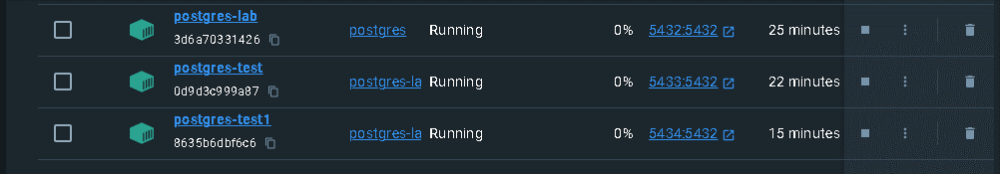 postgres-lab
3d6a70331426
postgres Running 0% 5432:5432 25 minutes
postgres-test
0d9d3c999a87
postgres-la Running 0% 5433:5432 22 minutes
postgres-test1
8635b6dbf6c6
postgres-la Running 0% 5434:5432 15 minutes